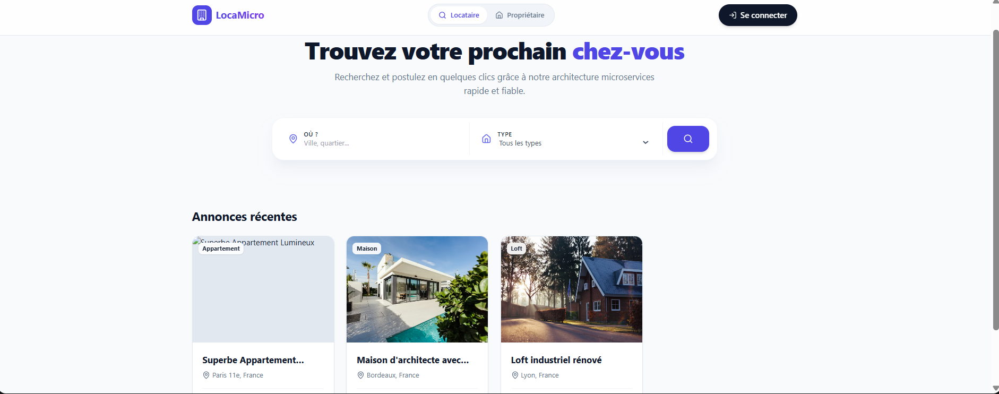 LocaMicro
Locataire
Propriétaire
Se connecter
Trouvez votre prochain chez-vous
Recherchez et postulez en quelques clics grâce à notre architecture microservices
rapide et fiable.
OÙ ?
Ville, quartier...
TYPE
Tous les types
Annonces récentes
Superbe Appartement Lumineux
Appartement
Maison
Loft
Superbe Appartement...
Paris 11e, France
Maison d'architecte avec...
Bordeaux, France
Loft industriel rénové
Lyon, France